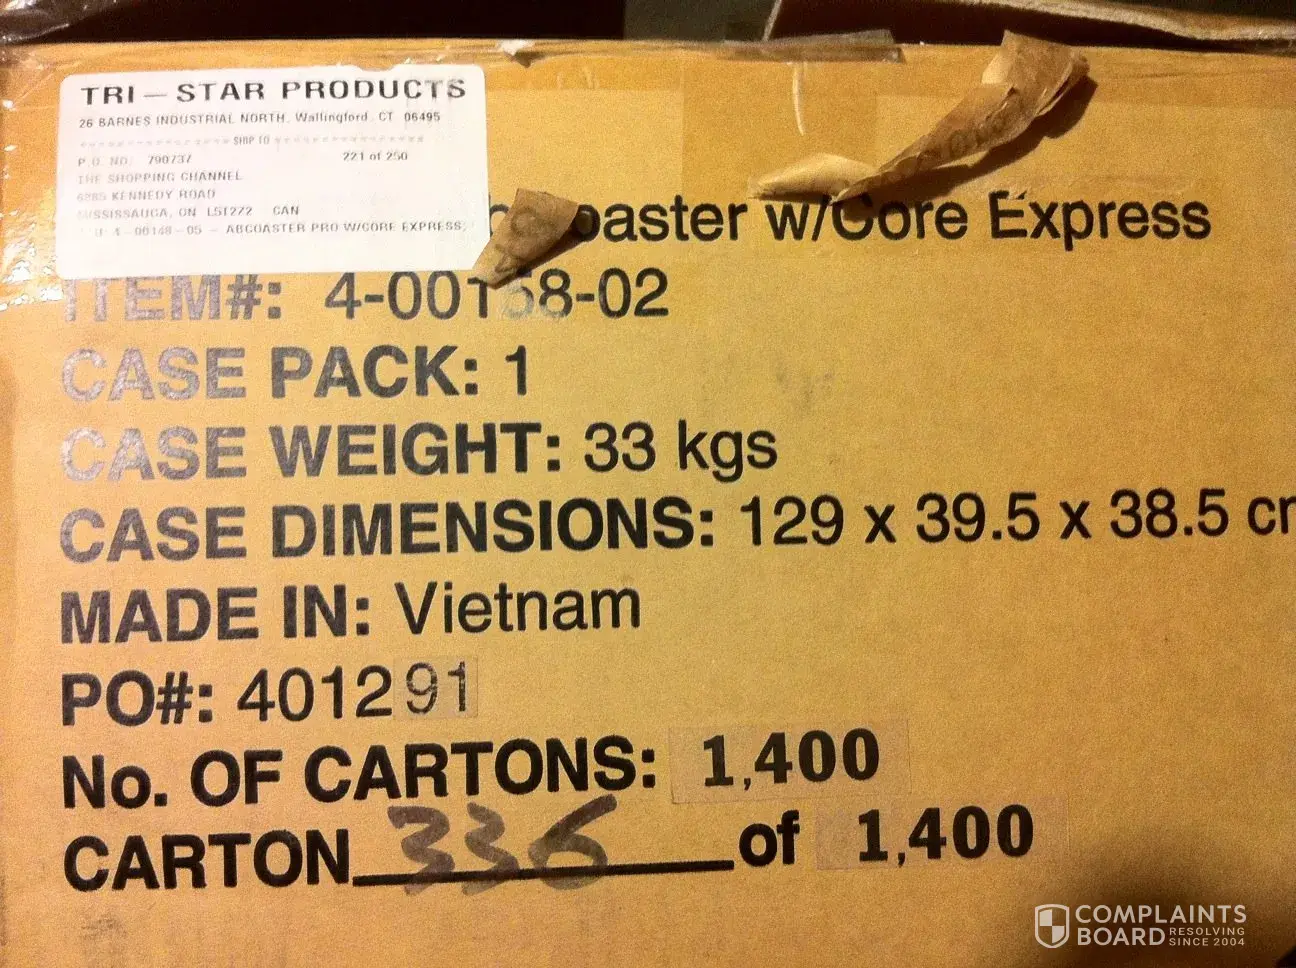 TRI-STAR PRODUCTS
26 BARNES INDUSTRIAL NORTH, Wallingford CT 06495
SHIP TO
P.O. NO: 790737 221 of 250
THE SHOPPING CHANNEL
KENNEDY ROAD
MISSISSAUGA, ON L5T2Z2 CAN
4-00148-05 - ABCOASTER PRO W/CORE EXPRESS
oaster w/Core Express
ITEM#: 4-00158-02
CASE PACK: 1
CASE WEIGHT: 33 kgs
CASE DIMENSIONS: 129 x 39.5 x 38.5 cm
MADE IN: Vietnam
PO#: 401291
No. OF CARTONS: 1,400
CARTON 336 of 1,400
COMPLAINTS
BOARD RESOLVING
SINCE 2004